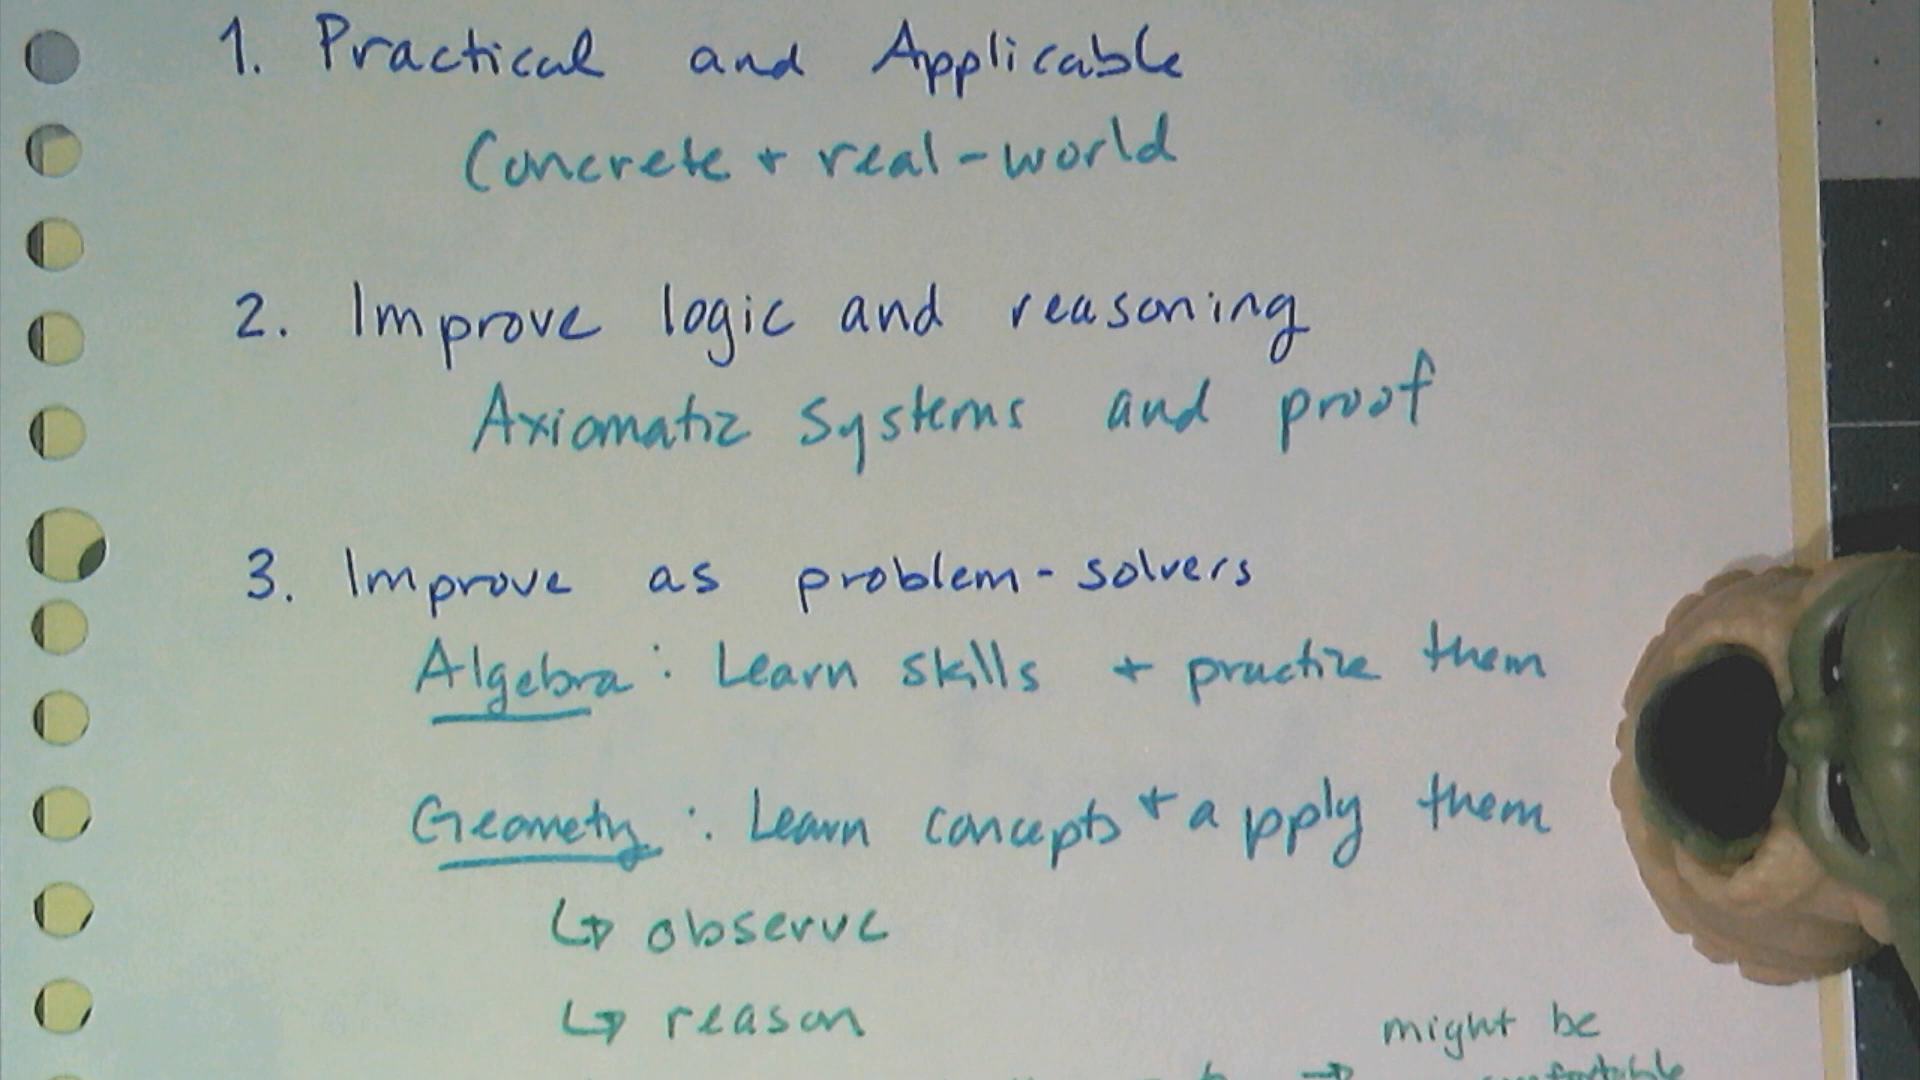 1. Practical and Applicable
Concrete + real-world
2. Improve logic and reasoning
Axiomatic systems and proof
3. Improve as problem-solvers
Algebra: Learn skills + practice them
Geometry: Learn concepts + apply them
↳ observe
↳ reason
might be
→